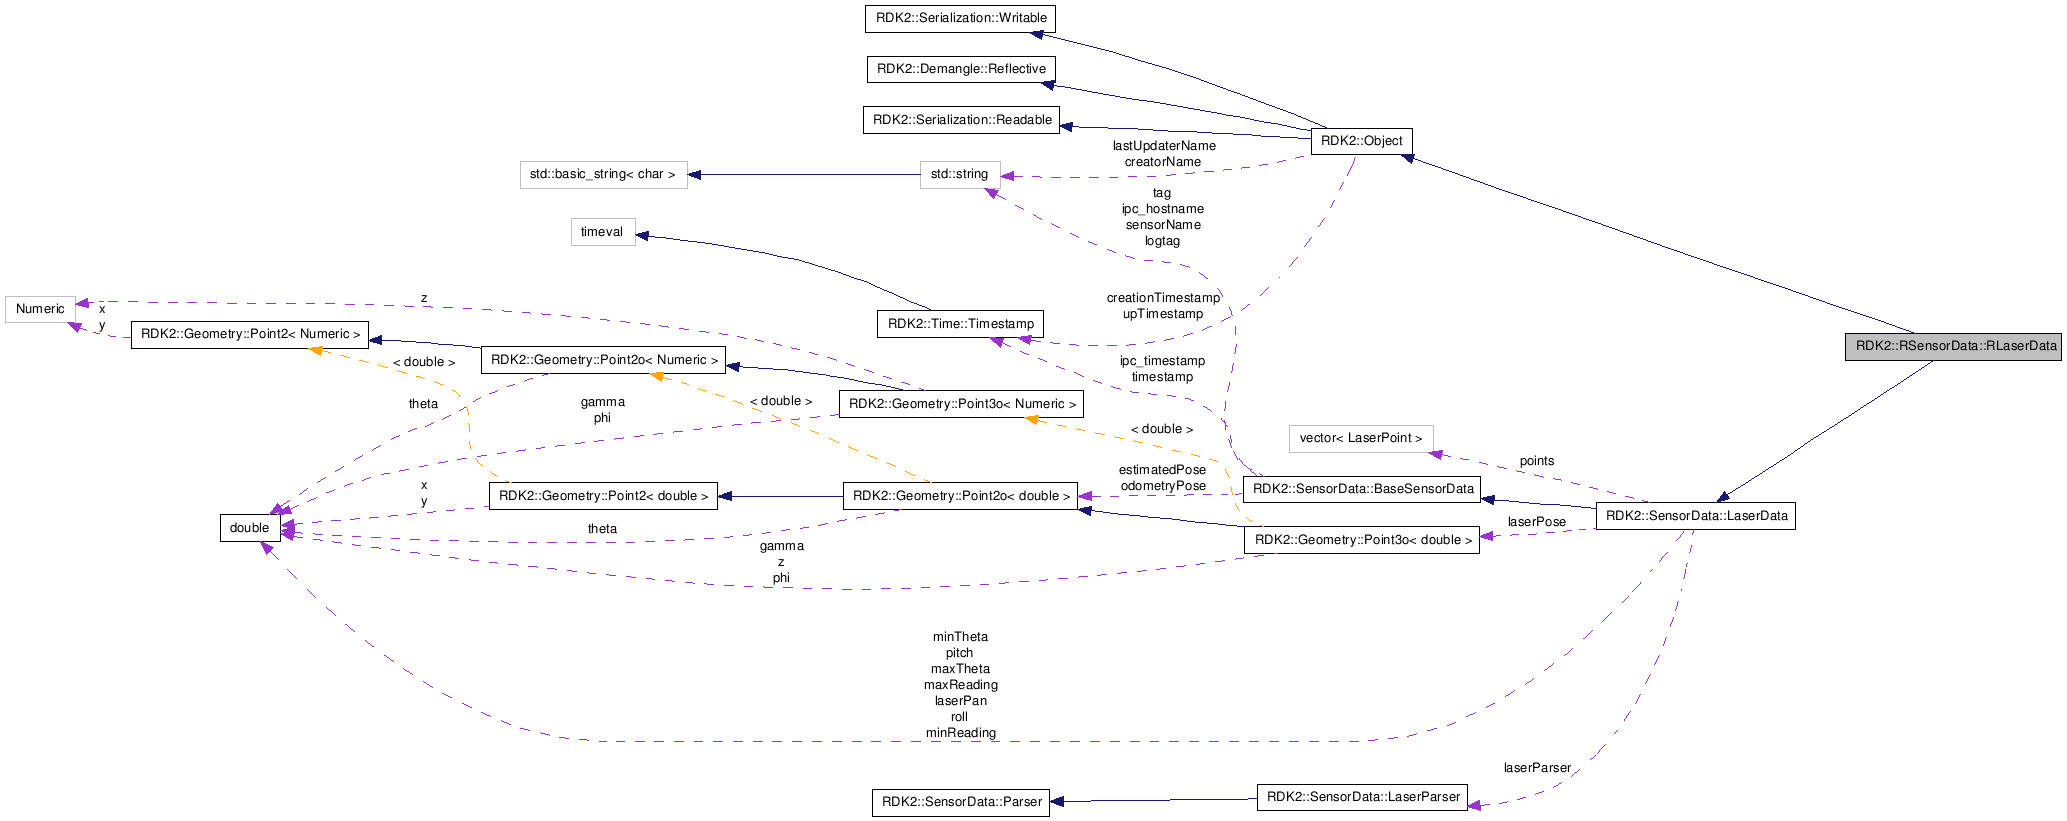 RDK2::Serialization::Writable
RDK2::Demangle::Reflective
RDK2::Serialization::Readable
RDK2::Object
lastUpdaterName
creatorName
std::basic_string< char >
std::string
tag
ipc_hostname
sensorName
logtag
timeval
creationTimestamp
upTimestamp
RDK2::Time::Timestamp
z
Numeric
x
y
RDK2::Geometry::Point2< Numeric >
RDK2::RSensorData::RLaserData
< double >
RDK2::Geometry::Point2o< Numeric >
ipc_timestamp
timestamp
theta
gamma
phi
< double >
RDK2::Geometry::Point3o< Numeric >
< double >
vector< LaserPoint >
points
estimatedPose
odometryPose
x
y
RDK2::Geometry::Point2< double >
RDK2::Geometry::Point2o< double >
RDK2::SensorData::BaseSensorData
RDK2::SensorData::LaserData
double
theta
laserPose
RDK2::Geometry::Point3o< double >
gamma
z
phi
minTheta
pitch
maxTheta
maxReading
laserPan
roll
minReading
laserParser
RDK2::SensorData::Parser
RDK2::SensorData::LaserParser